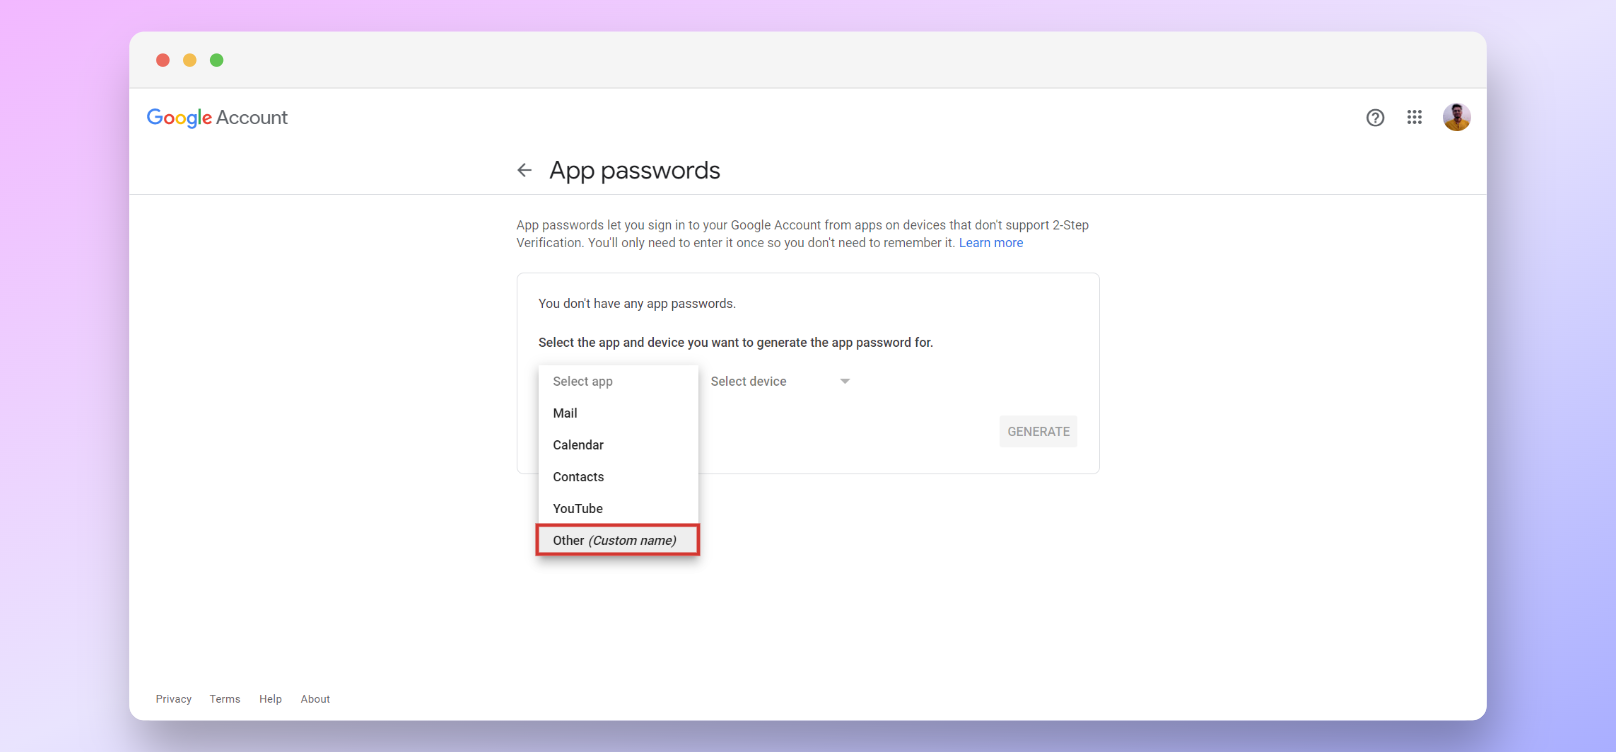 Google Account
App passwords
App passwords let you sign in to your Google Account from apps on devices that don't support 2-Step
Verification. You'll only need to enter it once so you don't need to remember it. Learn more
You don't have any app passwords.
Select the app and device you want to generate the app password for.
Select app
Select device
Mail
Calendar
GENERATE
Contacts
YouTube
Other (Custom name)
Privacy Terms Help About